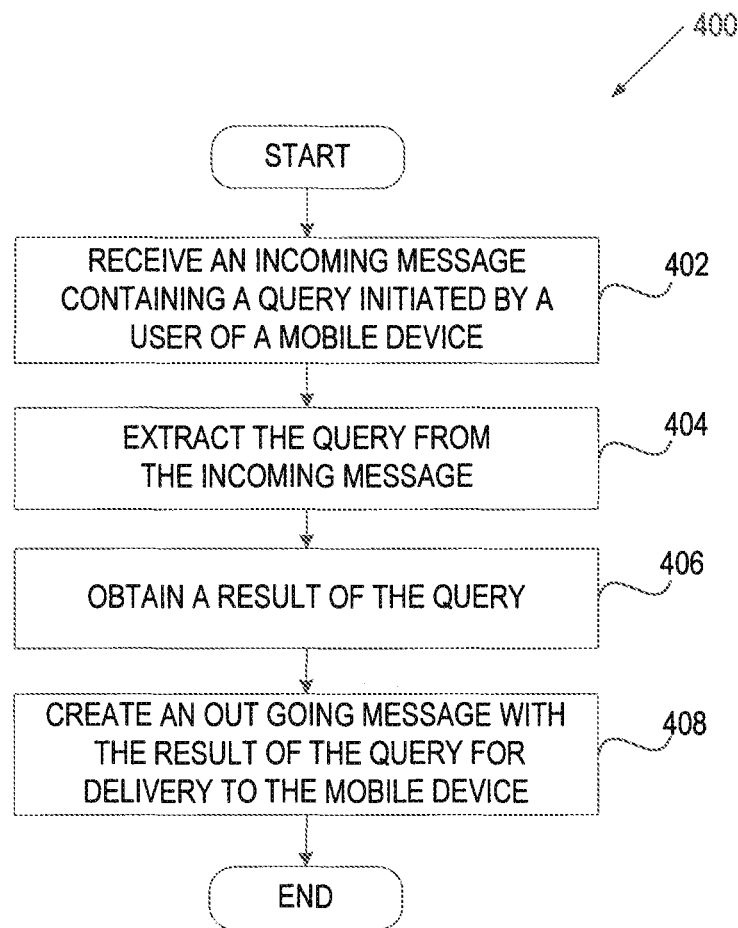 400
START
RECEIVE AN INCOMING MESSAGE
CONTAINING A QUERY INITIATED BY A
USER OF A MOBILE DEVICE
402
EXTRACT THE QUERY FROM
THE INCOMING MESSAGE
404
OBTAIN A RESULT OF THE QUERY
406
CREATE AN OUT GOING MESSAGE WITH
THE RESULT OF THE QUERY FOR
DELIVERY TO THE MOBILE DEVICE
408
END